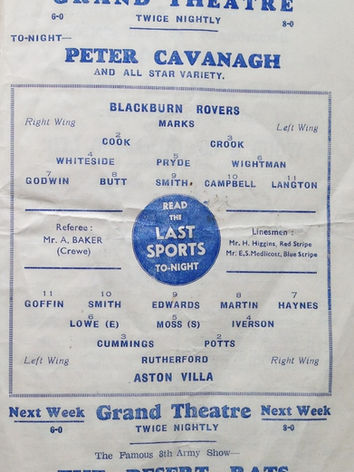 GRAND THEATRE
6-0 TWICE NIGHTLY 8-0
TO-NIGHT—
PETER CAVANAGH
AND ALL STAR VARIETY.
BLACKBURN ROVERS
Right Wing MARKS Left Wing
2 3
COOK CROOK
4 5 6
WHITESIDE PRYDE WIGHTMAN
7 8 9 10 11
GODWIN BUTT SMITH CAMPBELL LANGTON
Referee :
Mr. A. BAKER
(Crewe)
READ
THE
LAST
SPORTS
TO-NIGHT
Linesmen :
Mr. H. Higgins, Red Stripe
Mr. E.S. Medlicott, Blue Stripe
11 10 9 8 7
GOFFIN SMITH EDWARDS MARTIN HAYNES
6 5 4
LOWE (E) MOSS (S) IVERSON
3 2
CUMMINGS POTTS
Left Wing RUTHERFORD Right Wing
ASTON VILLA
Next Week Grand Theatre Next Week
6-0 TWICE NIGHTLY 8-0
The Famous 8th Army Show—
THE DESERT RATS